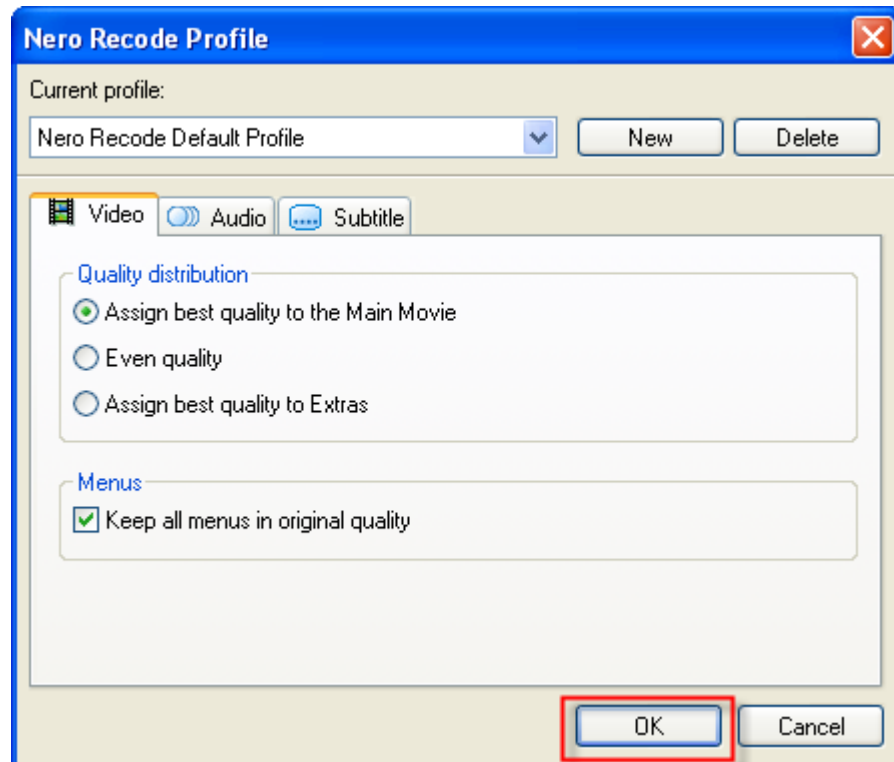 Nero Recode Profile
Current profile:
Nero Recode Default Profile New Delete
Video Audio Subtitle
Quality distribution
Assign best quality to the Main Movie
Even quality
Assign best quality to Extras
Menus
Keep all menus in original quality
OK Cancel